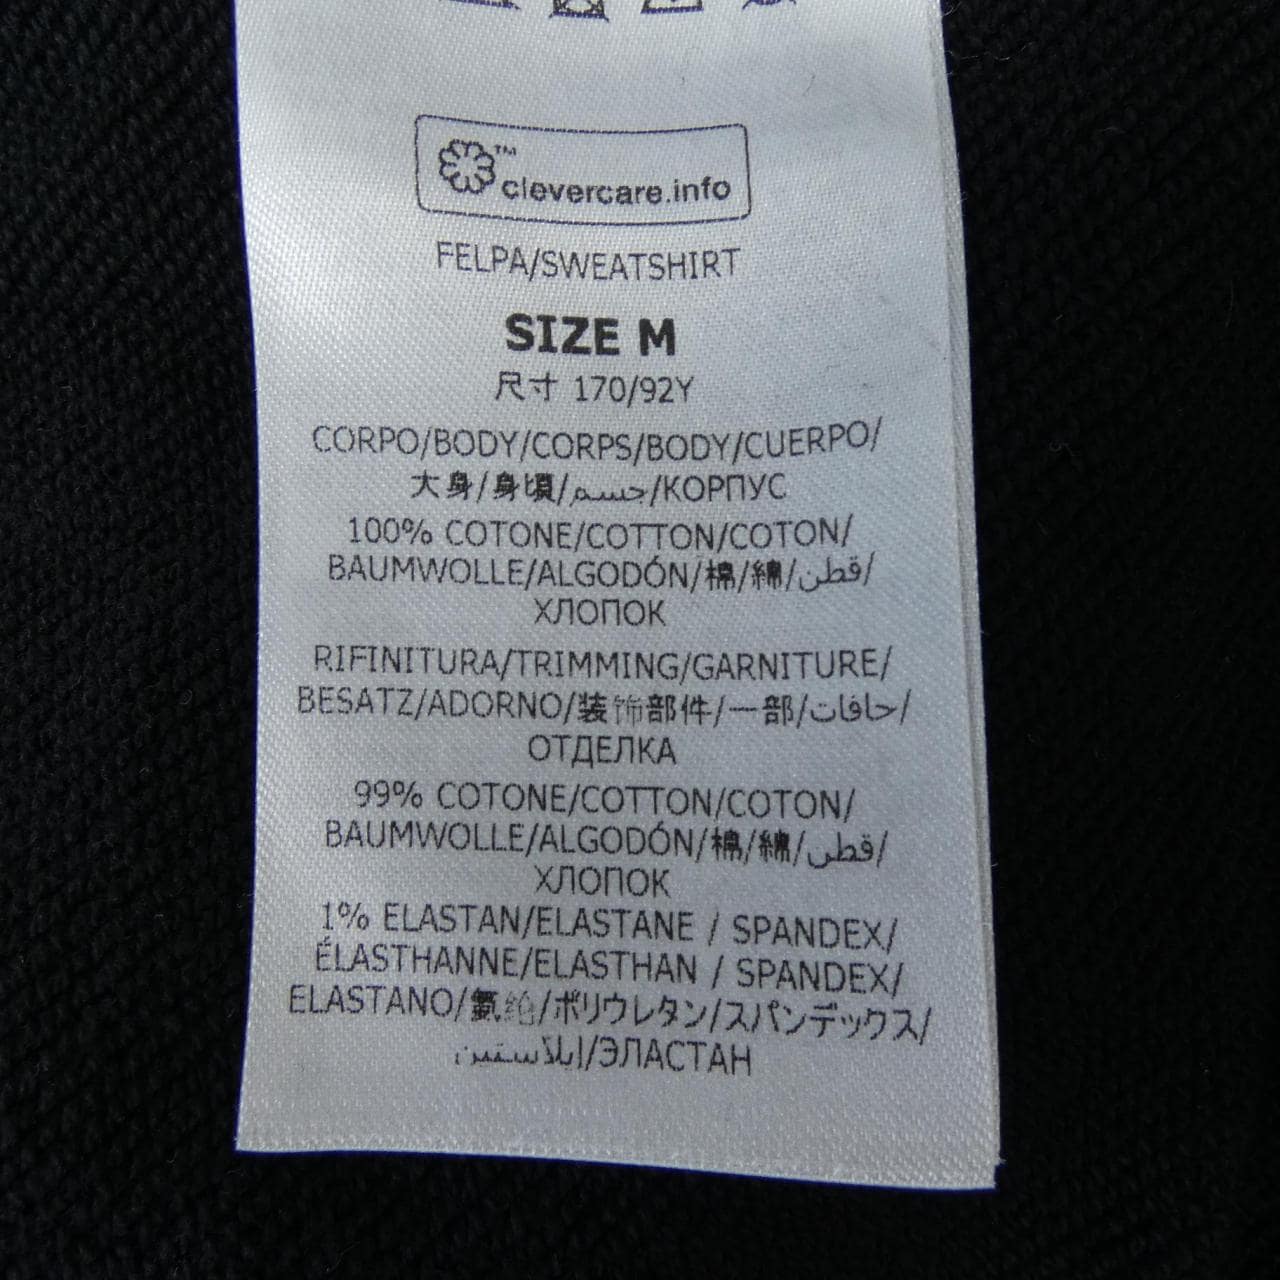 clevercare.info
FELPA/SWEATSHIRT
SIZE M
尺寸 170/92Y
CORPO/BODY/CORPS/BODY/CUERPO/
大身/身頃/جسم/КОРПУС
100% COTONE/COTTON/COTON/
BAUMWOLLE/ALGODÓN/棉/綿/قطن/
ХЛОПОК
RIFINITURA/TRIMMING/GARNITURE/
BESATZ/ADORNO/装饰部件/一部/حافات/
ОТДЕЛКА
99% COTONE/COTTON/COTON/
BAUMWOLLE/ALGODÓN/棉/綿/قطن/
ХЛОПОК
1% ELASTAN/ELASTANE / SPANDEX/
ÉLASTHANNE/ELASTHAN / SPANDEX/
ELASTANO/氨纶/ポリウレタン/スパンデックス/
إيلاستين/ЭЛАСТАН